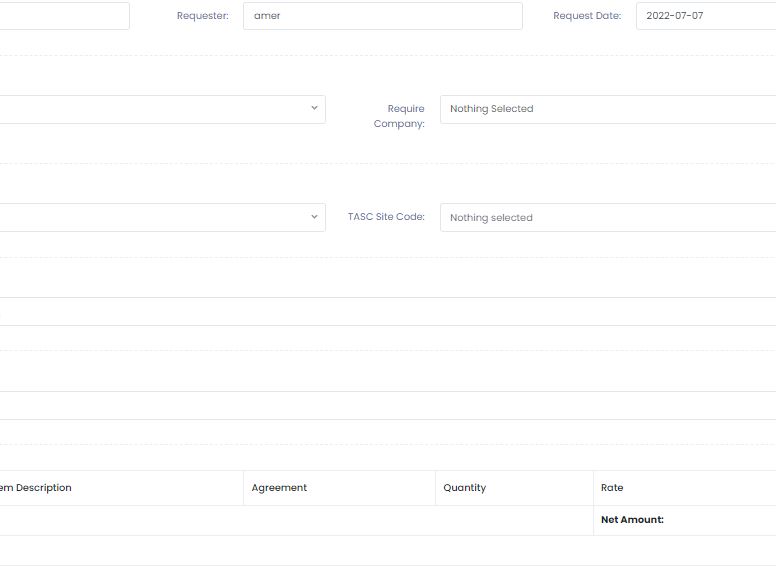 Requester: amer Request Date: 2022-07-07
Require Company: Nothing Selected
TASC Site Code: Nothing selected
em Description Agreement Quantity Rate
Net Amount: